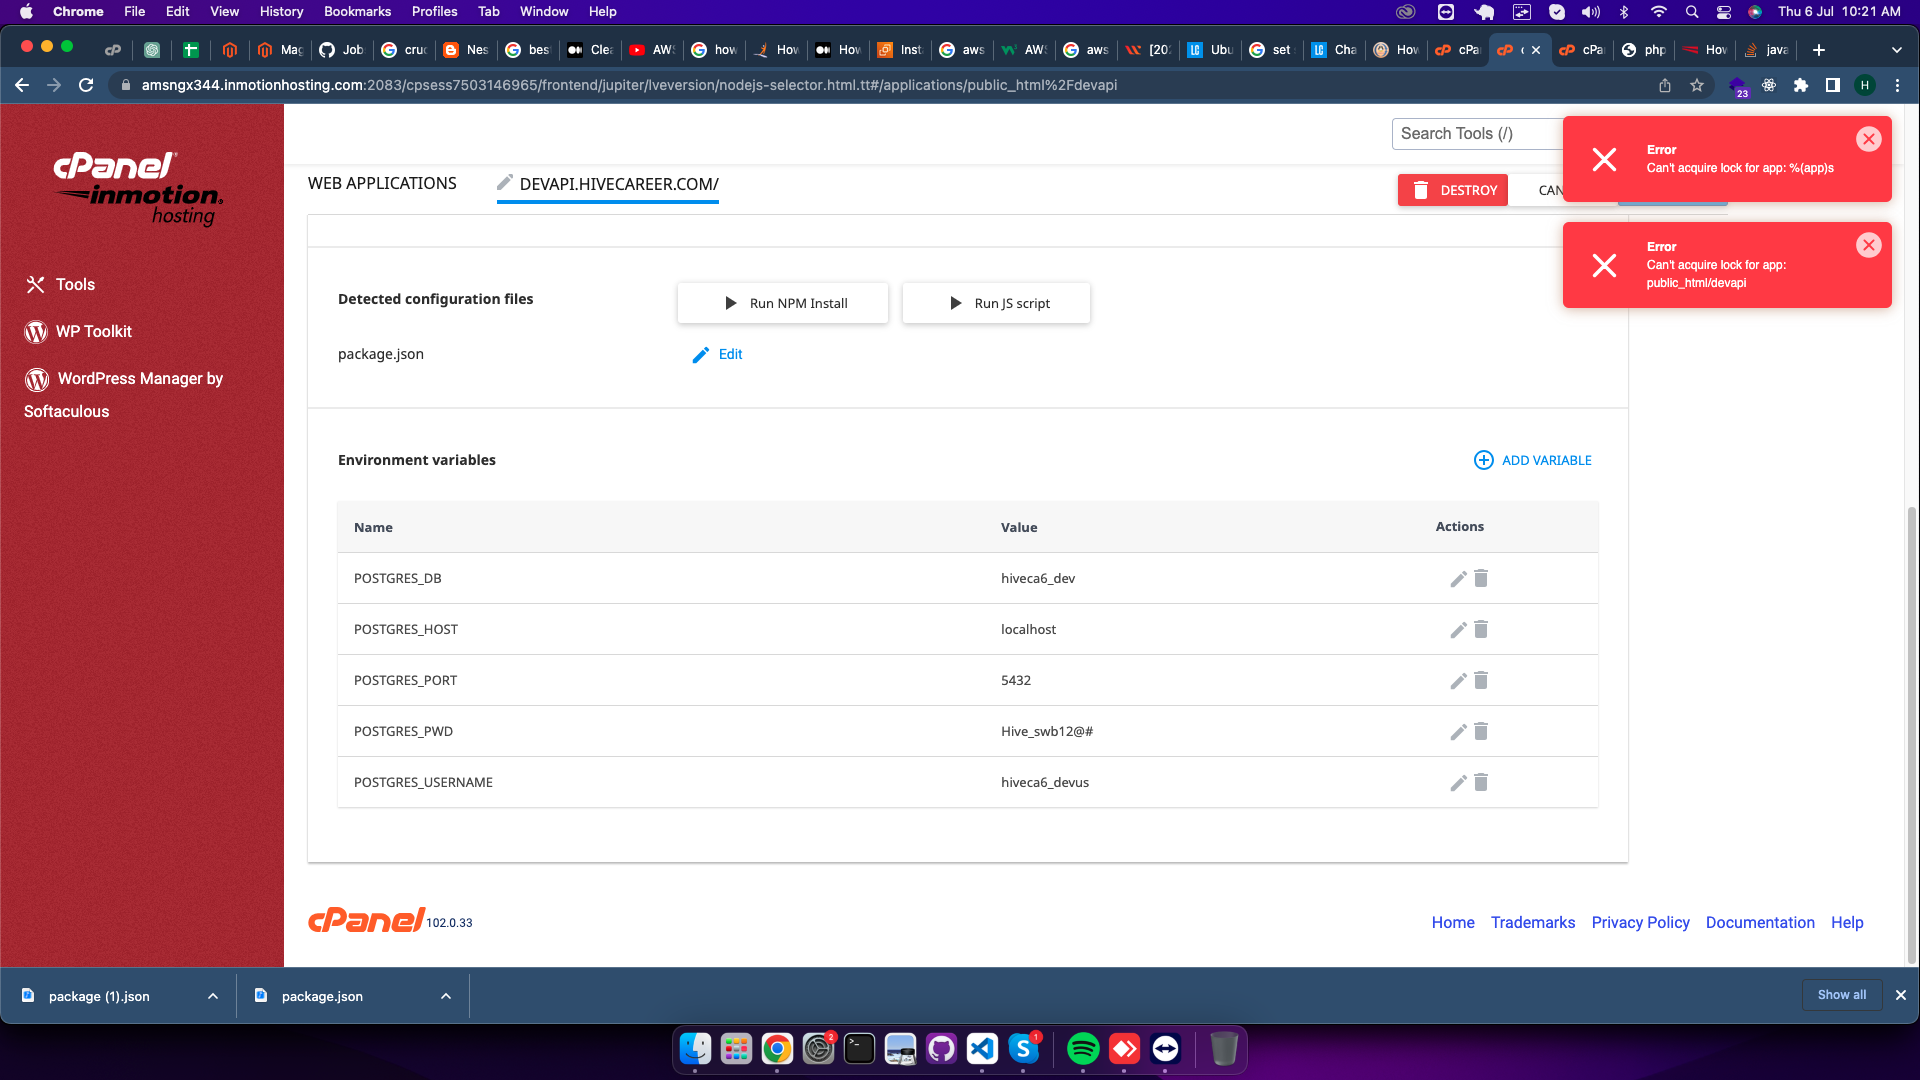 Chrome File Edit View History Bookmarks Profiles Tab Window Help
Thu 6 Jul 10:21 AM
Mag
Job
cruc
Nes
best
Clea
AWS
how
How
How
Inst
aws
AWS
aws
[202
Ubu
set
Cha
How
cPa
c
cPa
php
How
java
amsngx344.inmotionhosting.com:2083/cpsess7503146965/frontend/jupiter/lveversion/nodejs-selector.html.tt#/applications/public_html%2Fdevapi
23
H
cPanel
inmotion
hosting
Tools
WP Toolkit
WordPress Manager by
Softaculous
Search Tools (/)
WEB APPLICATIONS
DEVAPI.HIVECAREER.COM/
DESTROY
CAN
Error
Can't acquire lock for app: %(app)s
Error
Can't acquire lock for app:
public_html/devapi
Detected configuration files
Run NPM Install
Run JS script
package.json
Edit
Environment variables
ADD VARIABLE
Name Value Actions
POSTGRES_DB hiveca6_dev
POSTGRES_HOST localhost
POSTGRES_PORT 5432
POSTGRES_PWD Hive_swb12@#
POSTGRES_USERNAME hiveca6_devus
cPanel 102.0.33
Home Trademarks Privacy Policy Documentation Help
package (1).json
package.json
Show all
2
1